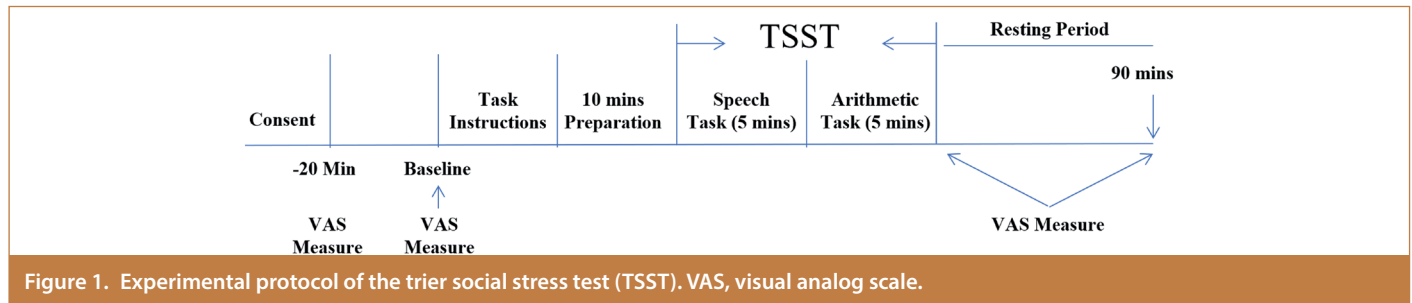 TSST
Resting Period
90 mins
Consent
Task
Instructions
10 mins
Preparation
Speech
Task (5 mins)
Arithmetic
Task (5 mins)
-20 Min
Baseline
VAS
Measure
VAS
Measure
VAS Measure
Figure 1. Experimental protocol of the trier social stress test (TSST). VAS, visual analog scale.